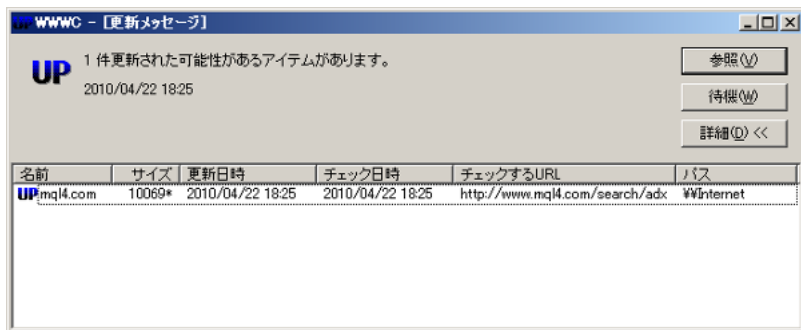 UP WWWC - [更新メッセージ]
UP
1 件更新された可能性があるアイテムがあります。
2010/04/22 18:25
参照(V)
待機(W)
詳細(D) <<
名前 サイズ 更新日時 チェック日時 チェックするURL パス
UP mql4.com 10069* 2010/04/22 18:25 2010/04/22 18:25 http://www.mql4.com/search/adx ¥¥Internet